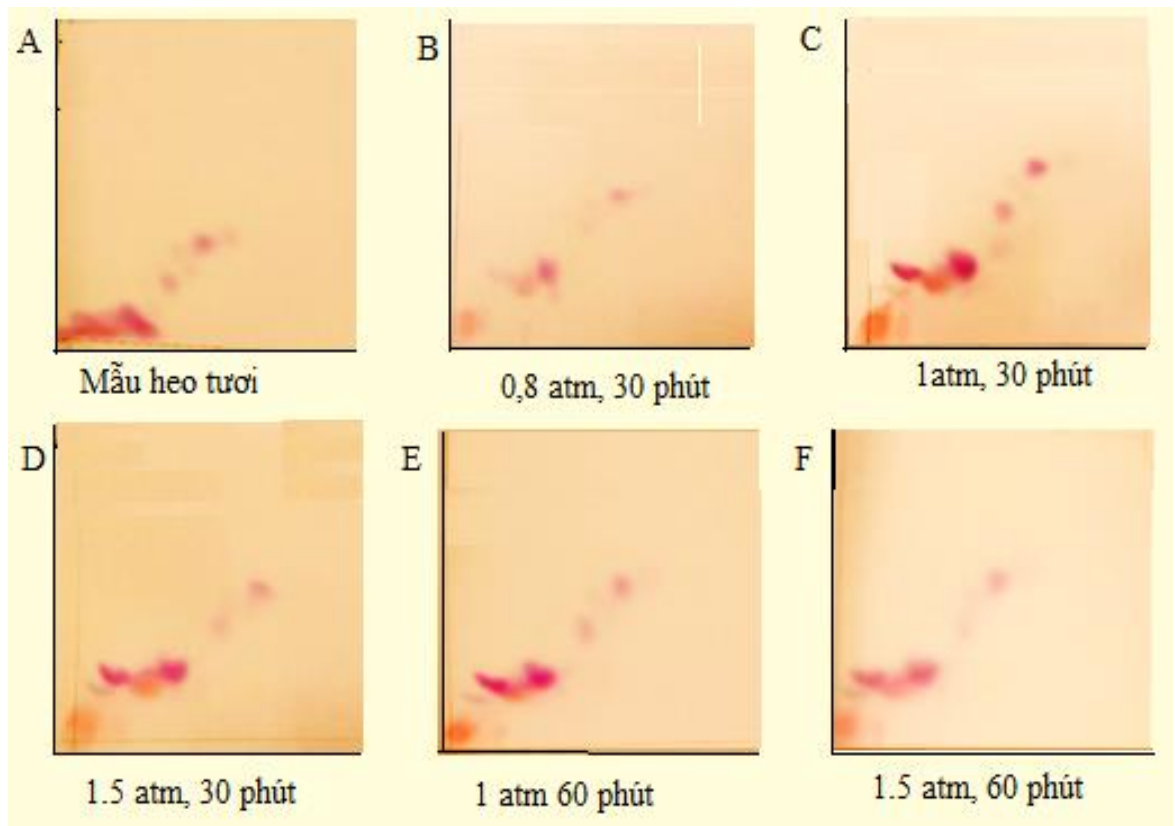 A
B
C
Mẫu heo tươi
0,8 atm, 30 phút
1atm, 30 phút
D
E
F
1.5 atm, 30 phút
1 atm 60 phút
1.5 atm, 60 phút